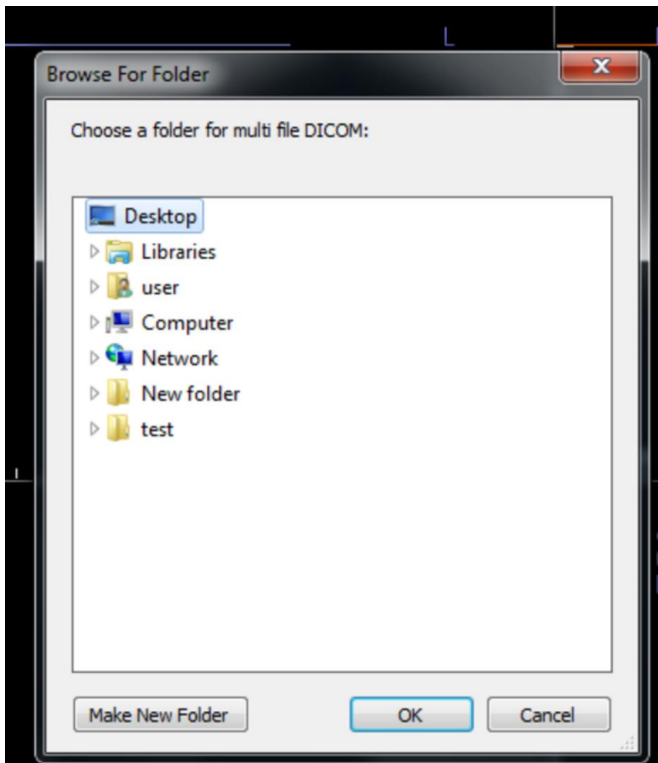 L
Browse For Folder
Choose a folder for multi file DICOM:
Desktop
Libraries
user
Computer
Network
New folder
test
Make New Folder
OK
Cancel